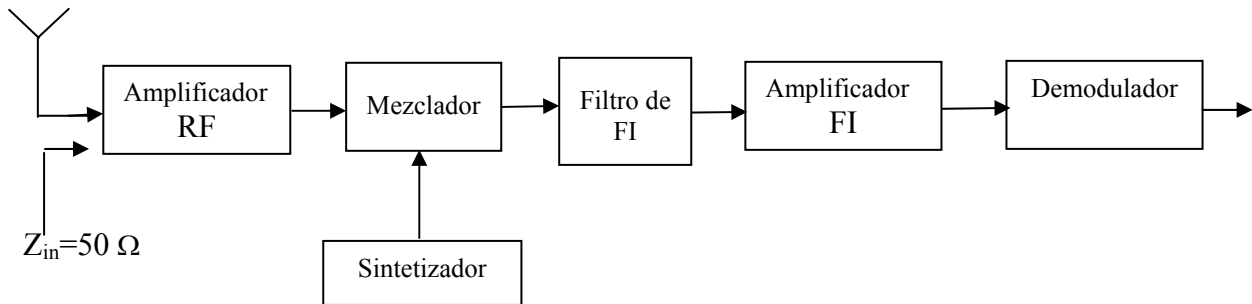 Amplificador
RF
Mezclador
Filtro de
FI
Amplificador
FI
Demodulador
Zin=50 Ω
Sintetizador